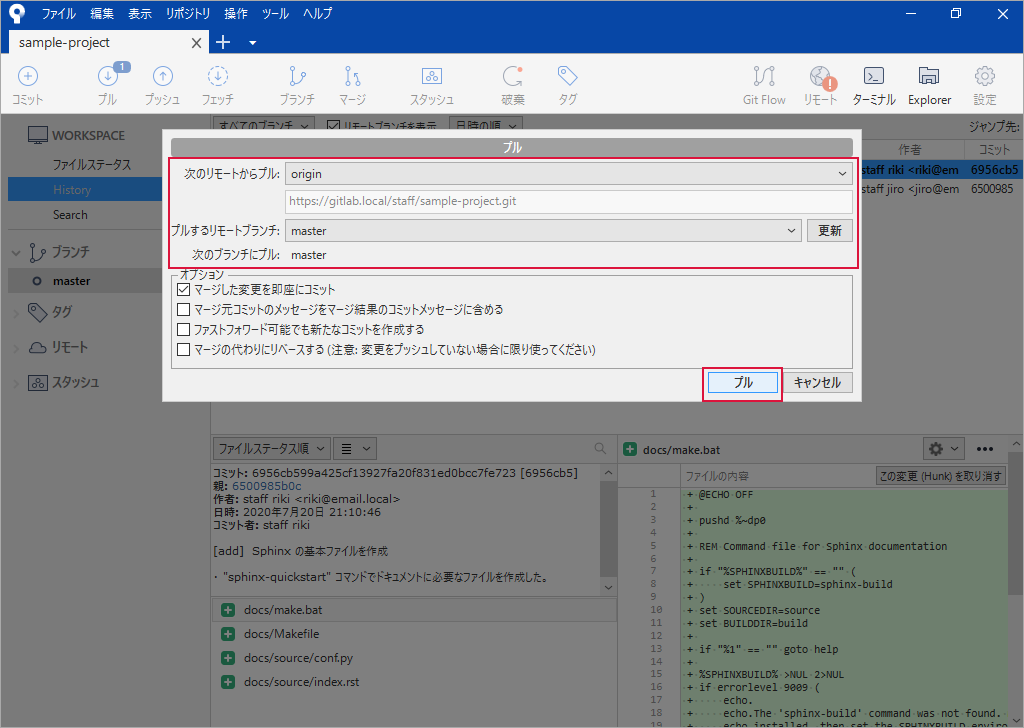 ファイル 編集 表示 リポジトリ 操作 ツール ヘルプ
sample-project
コミット プル 1 プッシュ フェッチ ブランチ マージ スタッシュ 破棄 タグ Git Flow リモート ターミナル Explorer 設定
すべてのブランチ リモートブランチを表示 日時の順 ジャンプ先:
作者 コミット
staff riki <riki@em 6956cb5
staff jiro <jiro@em 6500985
WORKSPACE
ファイルステータス
History
Search
ブランチ
master
タグ
リモート
スタッシュ
プル
次のリモートからプル: origin
https://gitlab.local/staff/sample-project.git
プルするリモートブランチ: master 更新
次のブランチにプル: master
オプション
マージした変更を即座にコミット
マージ元コミットのメッセージをマージ結果のコミットメッセージに含める
ファストフォワード可能でも新たなコミットを作成する
マージの代わりにリベースする (注意: 変更をプッシュしていない場合に限り使ってください)
プル キャンセル
ファイルステータス順
コミット: 6956cb599a425cf13927fa20f831ed0bcc7fe723 [6956cb5]
親: 6500985b0c
作者: staff riki <riki@email.local>
日時: 2020年7月20日 21:10:46
コミット者: staff riki
[add] Sphinx の基本ファイルを作成
・"sphinx-quickstart" コマンドでドキュメントに必要なファイルを作成した。
docs/make.bat
docs/Makefile
docs/source/conf.py
docs/source/index.rst
docs/make.bat
ファイルの内容 この変更 (Hunk) を取り消す
1 + @ECHO OFF
2 +
3 + pushd %~dp0
4 +
5 + REM Command file for Sphinx documentation
6 +
7 + if "%SPHINXBUILD%" == "" (
8 + set SPHINXBUILD=sphinx-build
9 + )
10 + set SOURCEDIR=source
11 + set BUILDDIR=build
12 +
13 + if "%1" == "" goto help
14 +
15 + %SPHINXBUILD% >NUL 2>NUL
16 + if errorlevel 9009 (
17 + echo.
18 + echo.The 'sphinx-build' command was not found.
19 + echo.installed, then set the SPHINXBUILD enviro